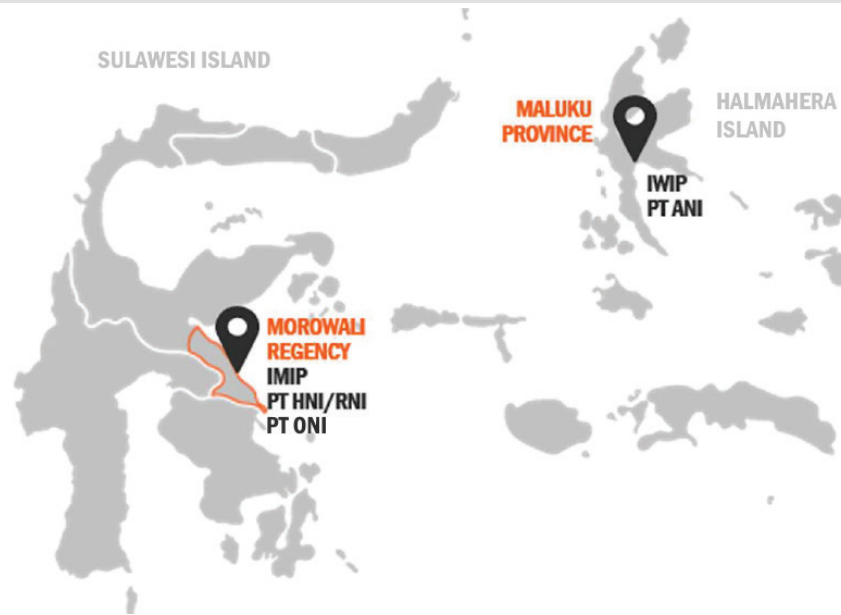 SULAWESI ISLAND
MALUKU
PROVINCE
HALMAHERA
ISLAND
IWIP
PT ANI
MOROWALI
REGENCY
IMIP
PT HNI/RNI
PT ONI